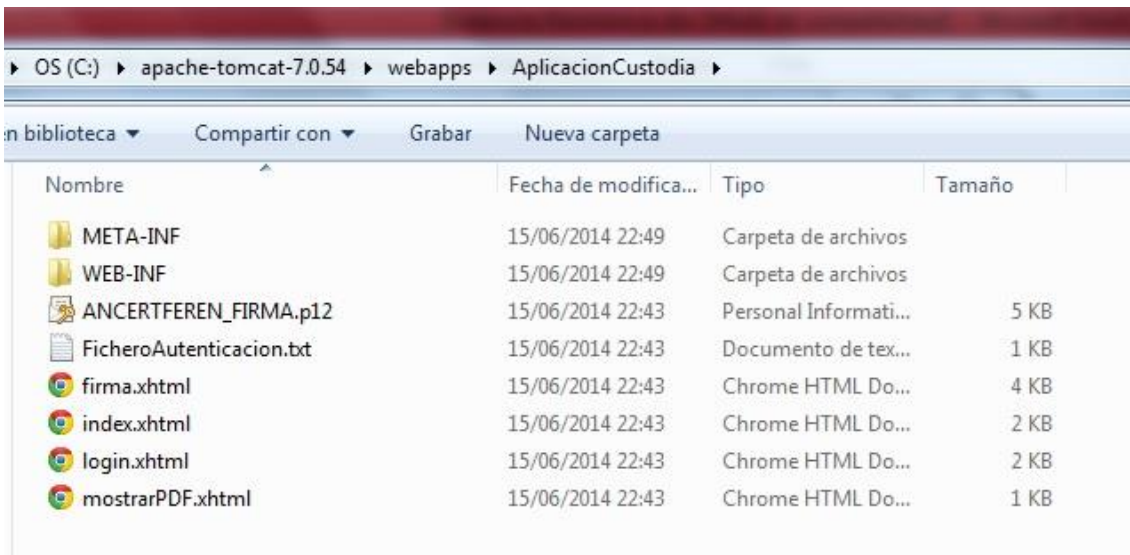 OS (C:) apache-tomcat-7.0.54 webapps AplicacionCustodia
n biblioteca Compartir con Grabar Nueva carpeta
Nombre Fecha de modifica... Tipo Tamaño
META-INF 15/06/2014 22:49 Carpeta de archivos
WEB-INF 15/06/2014 22:49 Carpeta de archivos
ANCERTFEREN_FIRMA.p12 15/06/2014 22:43 Personal Informati... 5 KB
FicheroAutenticacion.txt 15/06/2014 22:43 Documento de tex... 1 KB
firma.xhtml 15/06/2014 22:43 Chrome HTML Do... 4 KB
index.xhtml 15/06/2014 22:43 Chrome HTML Do... 2 KB
login.xhtml 15/06/2014 22:43 Chrome HTML Do... 2 KB
mostrarPDF.xhtml 15/06/2014 22:43 Chrome HTML Do... 1 KB